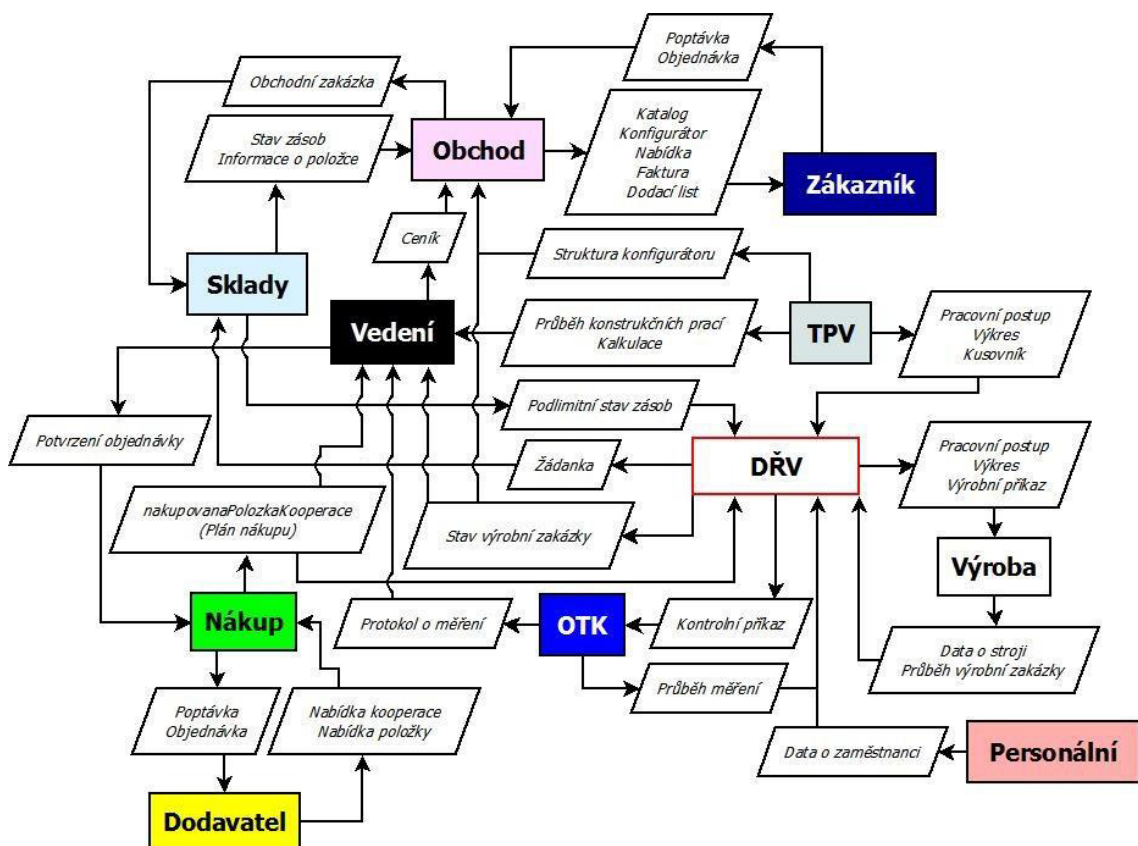 Poptávka
Objednávka
Obchodní zakázka
Katalog
Konfigurátor
Nabídka
Faktura
Dodací list
Stav zásob
Informace o položce
Obchod
Zákazník
Ceník
Struktura konfigurátoru
Sklady
Vedení
Průběh konstrukčních prací
Kalkulace
TPV
Pracovní postup
Výkres
Kusovník
Podlimitní stav zásob
Potvrzení objednávky
Žádanka
DŘV
Pracovní postup
Výkres
Výrobní příkaz
nakupovanaPolozkaKooperace
(Plán nákupu)
Stav výrobní zakázky
Výroba
Nákup
Protokol o měření
OTK
Kontrolní příkaz
Data o stroji
Průběh výrobní zakázky
Průběh měření
Poptávka
Objednávka
Nabídka kooperace
Nabídka položky
Data o zaměstnanci
Personální
Dodavatel